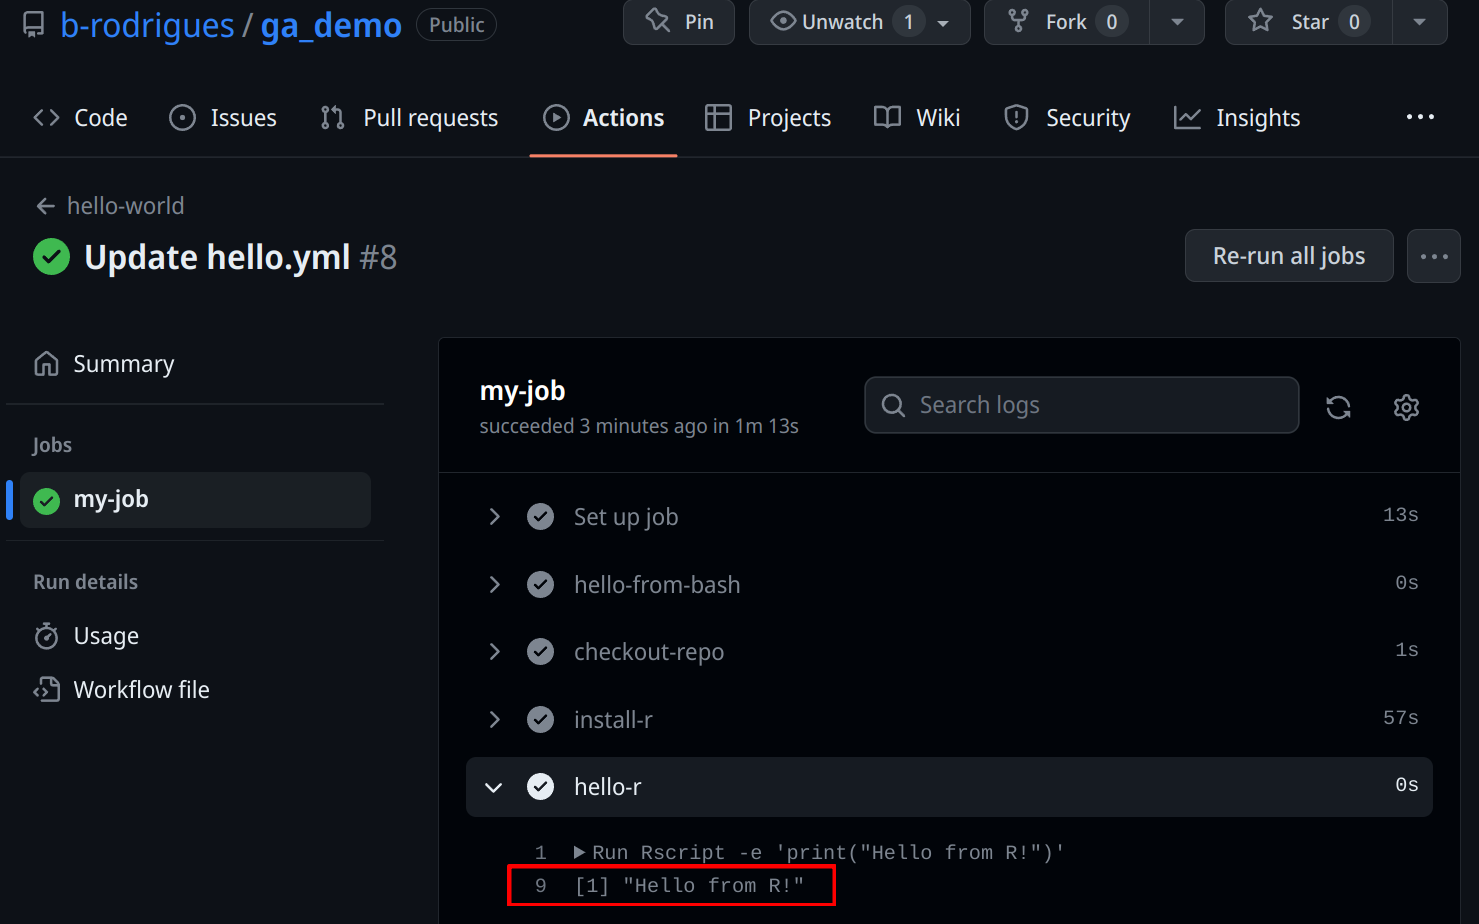 b-rodrigues / ga_demo Public Pin Unwatch 1 Fork 0 Star 0
Code Issues Pull requests Actions Projects Wiki Security Insights
hello-world
Update hello.yml #8 Re-run all jobs
Summary
Jobs
my-job
Run details
Usage
Workflow file
my-job
succeeded 3 minutes ago in 1m 13s
Search logs
Set up job 13s
hello-from-bash 0s
checkout-repo 1s
install-r 57s
hello-r 0s
1 Run Rscript -e 'print("Hello from R!")'
9 [1] "Hello from R!"